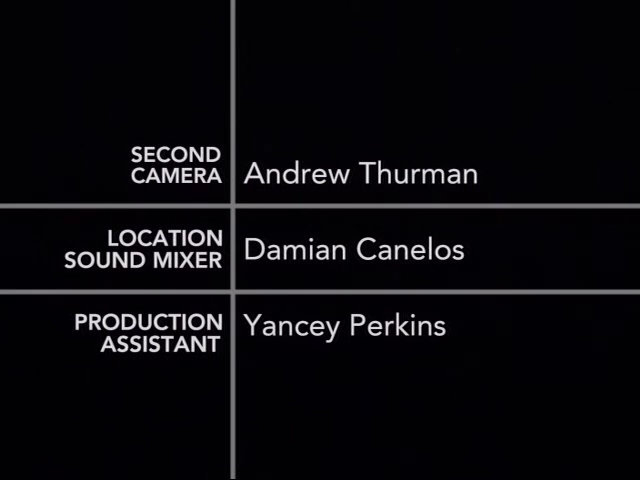 SECOND
CAMERA
Andrew Thurman
LOCATION
SOUND MIXER
Damian Canelos
PRODUCTION
ASSISTANT
Yancey Perkins